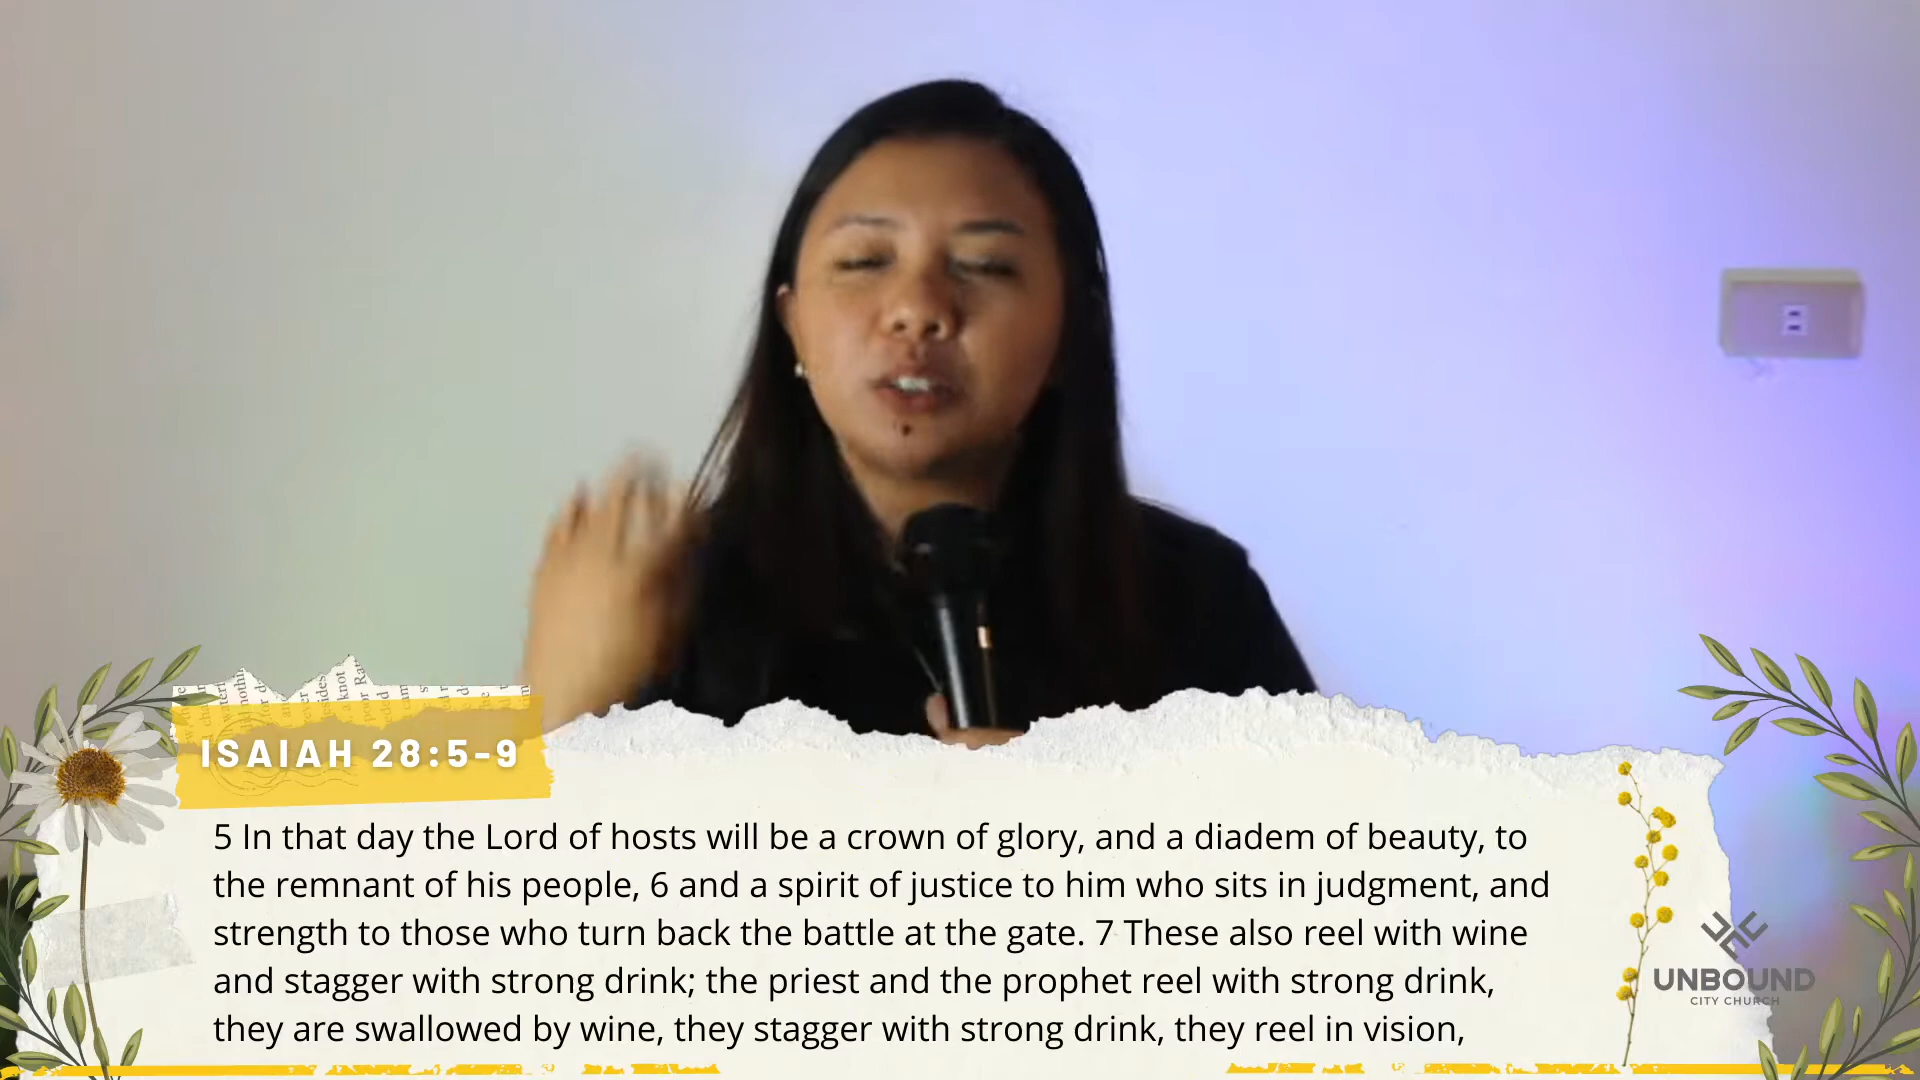 ISAIAH 28:5-9
5 In that day the Lord of hosts will be a crown of glory, and a diadem of beauty, to
the remnant of his people, 6 and a spirit of justice to him who sits in judgment, and
strength to those who turn back the battle at the gate. 7 These also reel with wine
and stagger with strong drink; the priest and the prophet reel with strong drink,
they are swallowed by wine, they stagger with strong drink, they reel in vision,
UNBOUND
CITY CHURCH